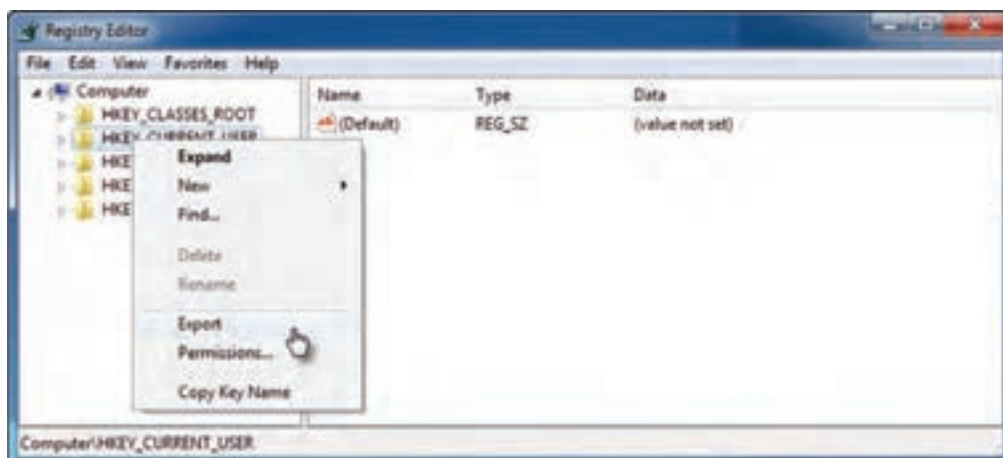 Registry Editor
File Edit View Favorites Help
Computer
HKEY_CLASSES_ROOT
HKEY_CURRENT_USER
HKE
HKE
HKE
Name Type Data
(Default) REG_SZ (value not set)
Expand
New
Find...
Delete
Rename
Export
Permissions...
Copy Key Name
Computer\HKEY_CURRENT_USER